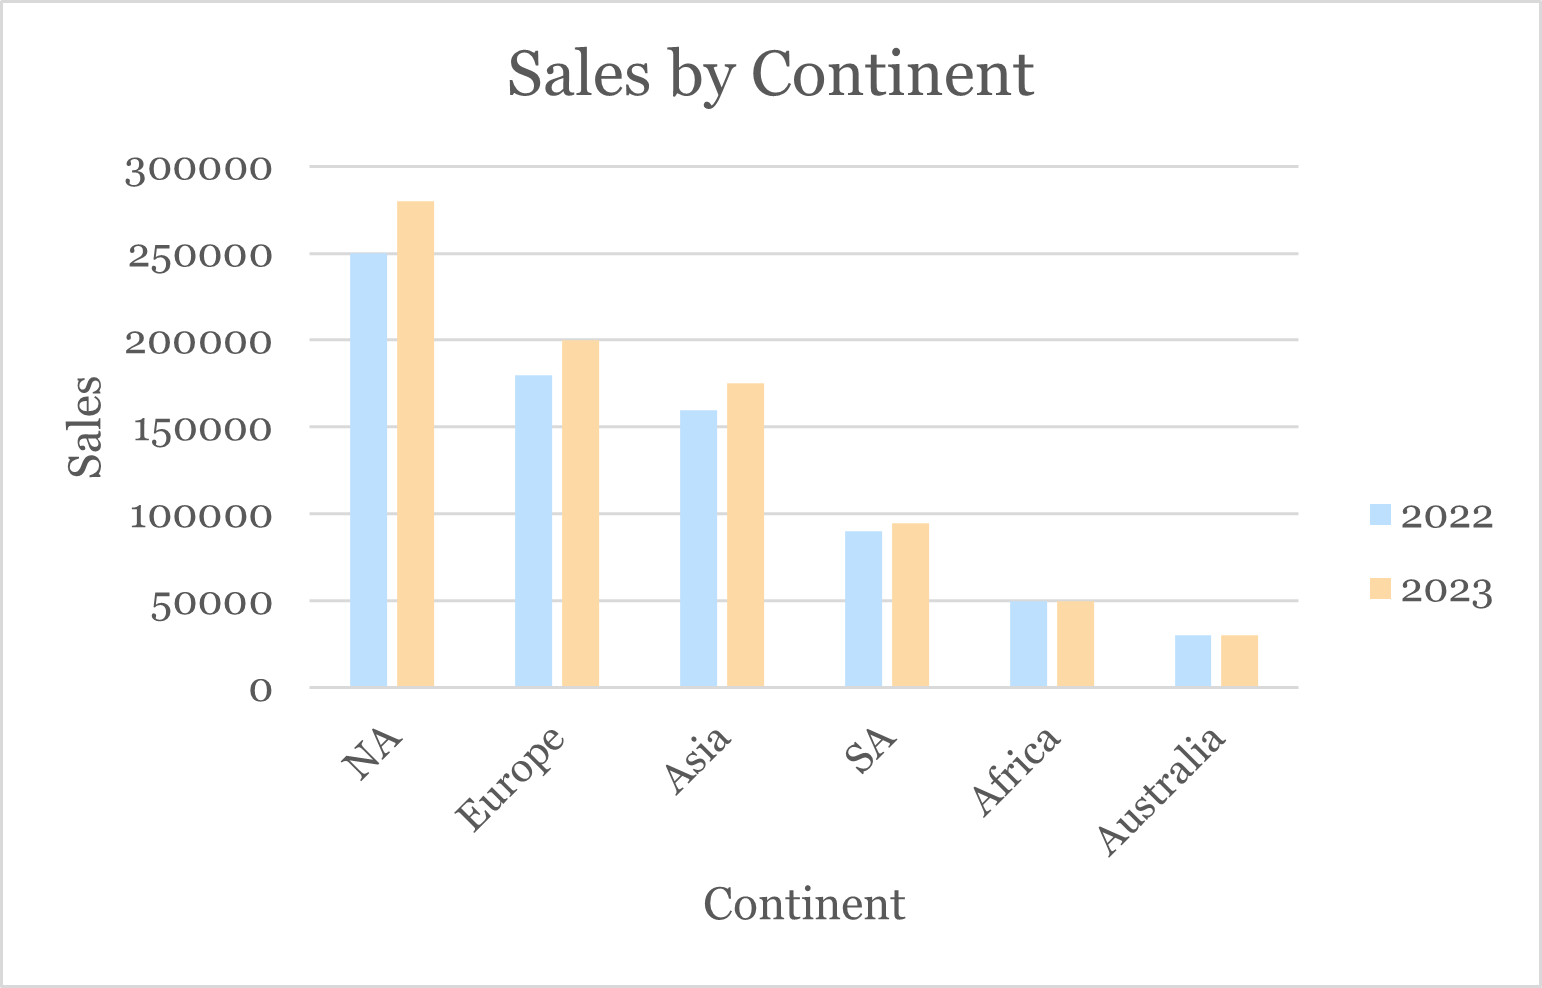 Sales by Continent
300000
250000
200000
150000
100000
50000
0
Sales
NA
Europe
Asia
SA
Africa
Australia
Continent
2022
2023